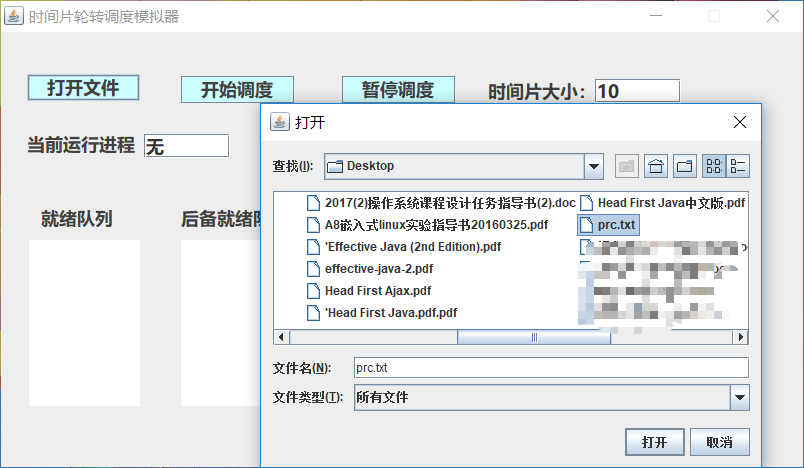 时间片轮转调度模拟器
打开文件 开始调度 暂停调度 时间片大小: 10
当前运行进程 无
就绪队列 后备就绪队
打开
查找(I): Desktop
2017(2)操作系统课程设计任务指导书(2).doc
A8嵌入式linux实验指导书20160325.pdf
'Effective Java (2nd Edition).pdf
effective-java-2.pdf
Head First Ajax.pdf
'Head First Java.pdf.pdf
Head First Java中文版.pdf
prc.txt
文件名(N): prc.txt
文件类型(T): 所有文件
打开 取消